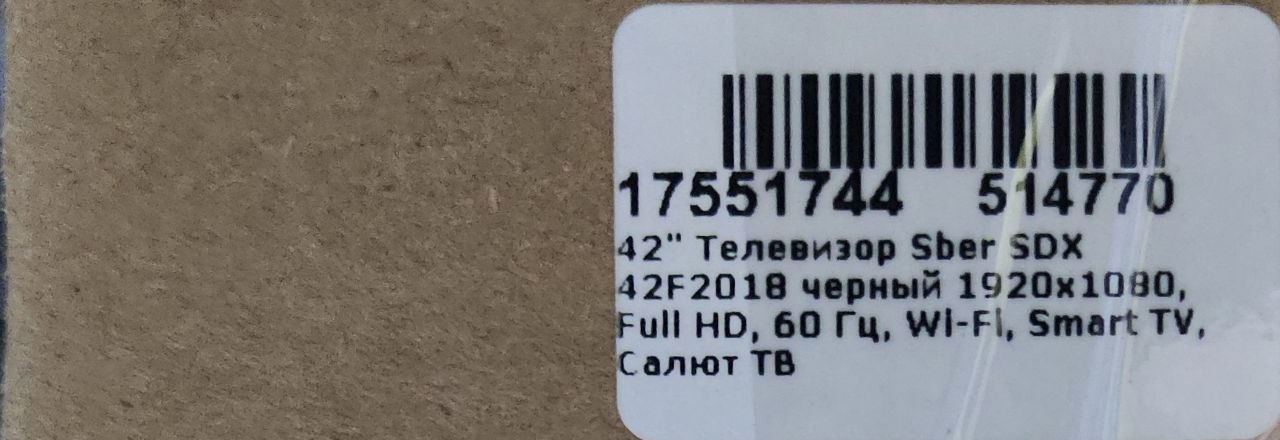 17551744 514770
42" Телевизор Sber SDX
42F2018 черный 1920x1080,
Full HD, 60 Гц, Wi-Fi, Smart TV,
Салют ТВ